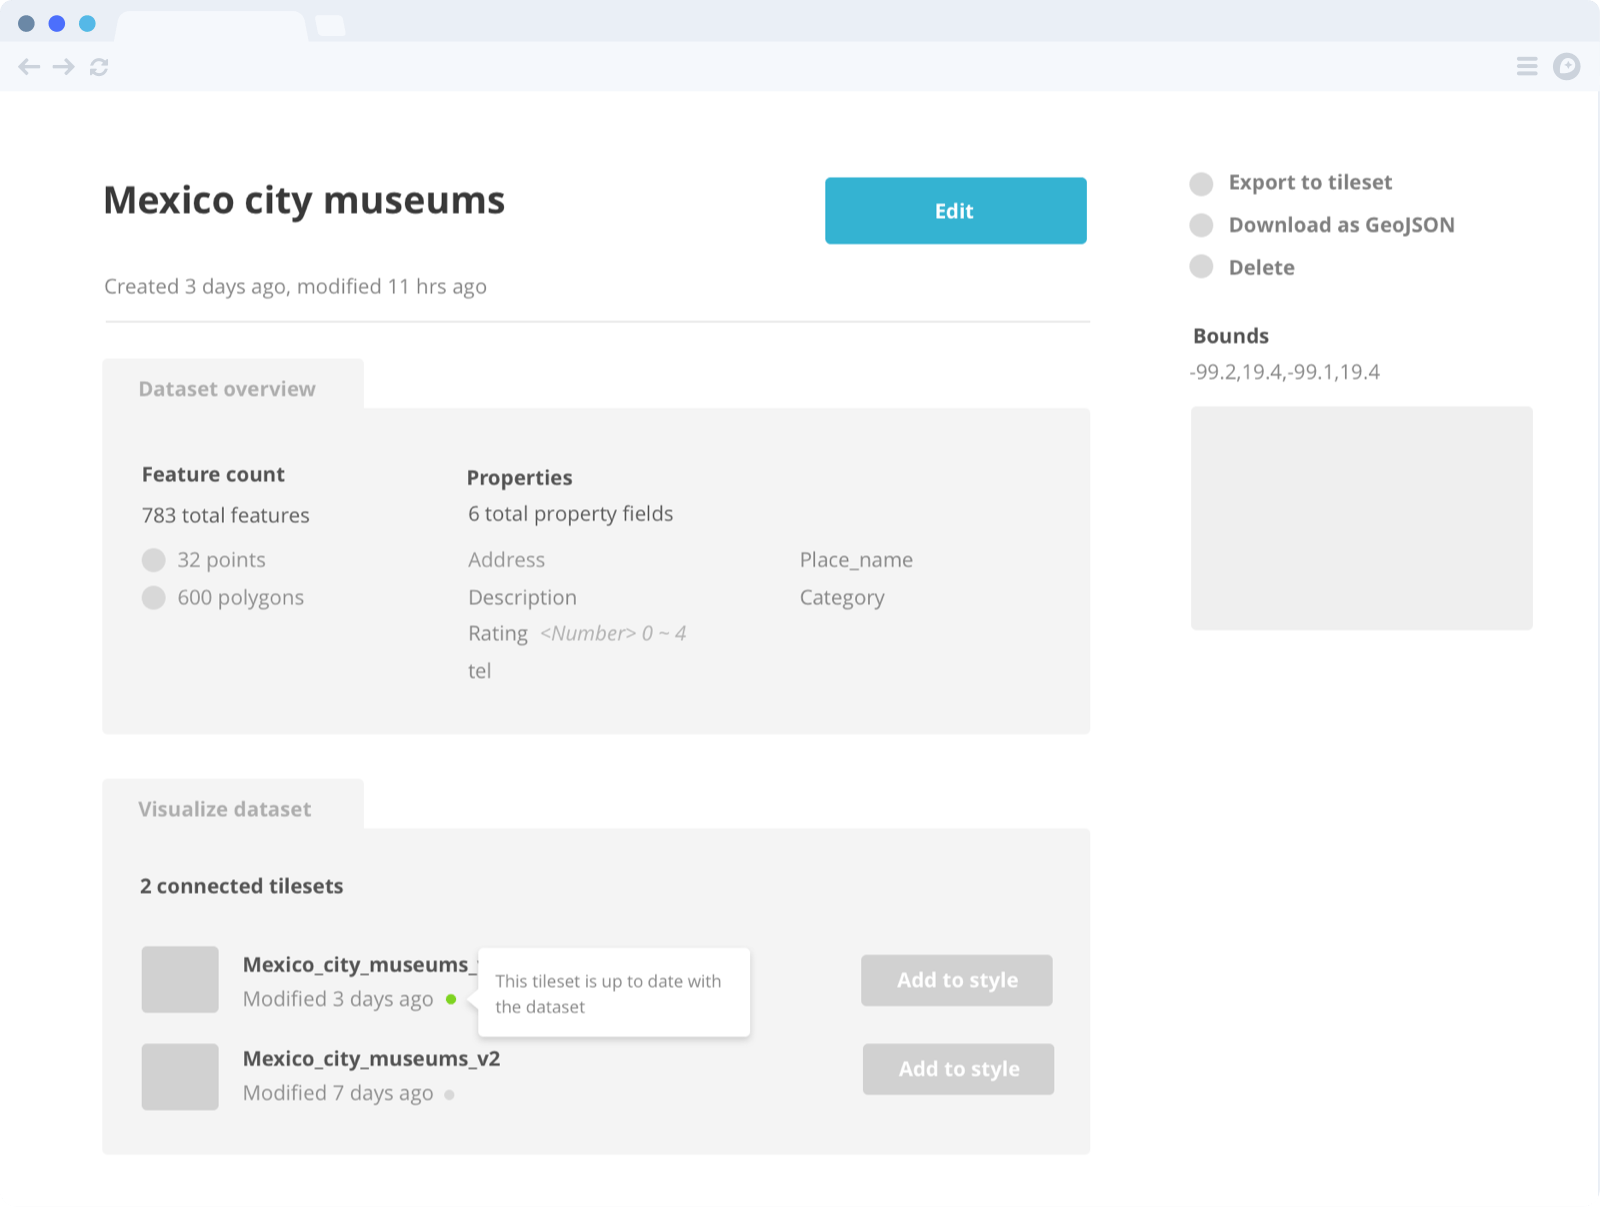 Mexico city museums
Edit
Created 3 days ago, modified 11 hrs ago
Export to tileset
Download as GeoJSON
Delete
Bounds
-99.2,19.4,-99.1,19.4
Dataset overview
Feature count
783 total features
32 points
600 polygons
Properties
6 total property fields
Address
Place_name
Description
Category
Rating <Number> 0 ~ 4
tel
Visualize dataset
2 connected tilesets
Mexico_city_museums_
Modified 3 days ago
This tileset is up to date with
the dataset
Add to style
Mexico_city_museums_v2
Modified 7 days ago
Add to style